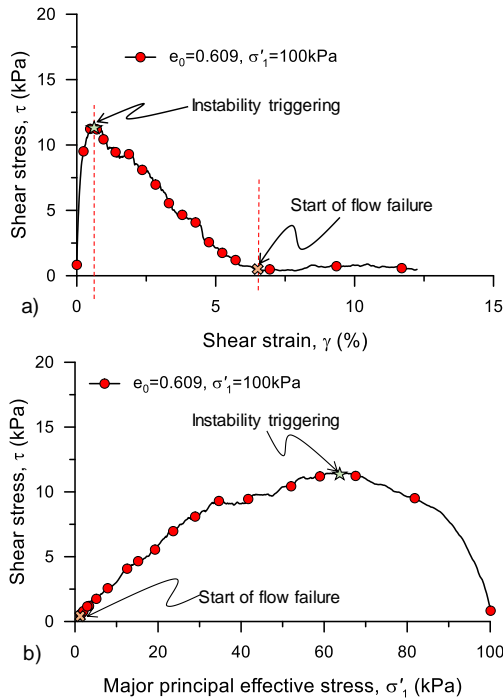 20
15
10
5
0
Shear stress, τ (kPa)
e₀=0.609, σ′₁=100kPa
Instability triggering
Start of flow failure
a)
0 5 10 15
Shear strain, γ (%)
20
15
10
5
0
Shear stress, τ (kPa)
e₀=0.609, σ′₁=100kPa
Instability triggering
Start of flow failure
b)
0 20 40 60 80 100
Major principal effective stress, σ′₁ (kPa)